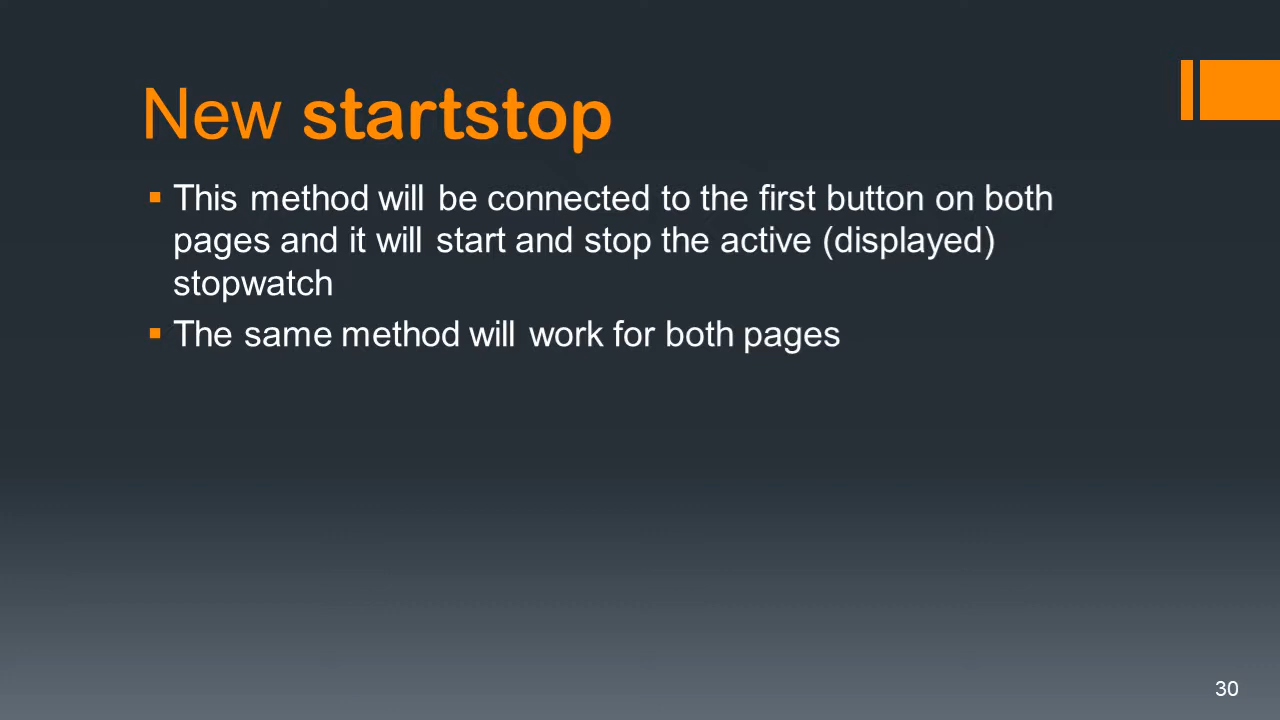 New startstop
This method will be connected to the first button on both
pages and it will start and stop the active (displayed)
stopwatch
The same method will work for both pages
30